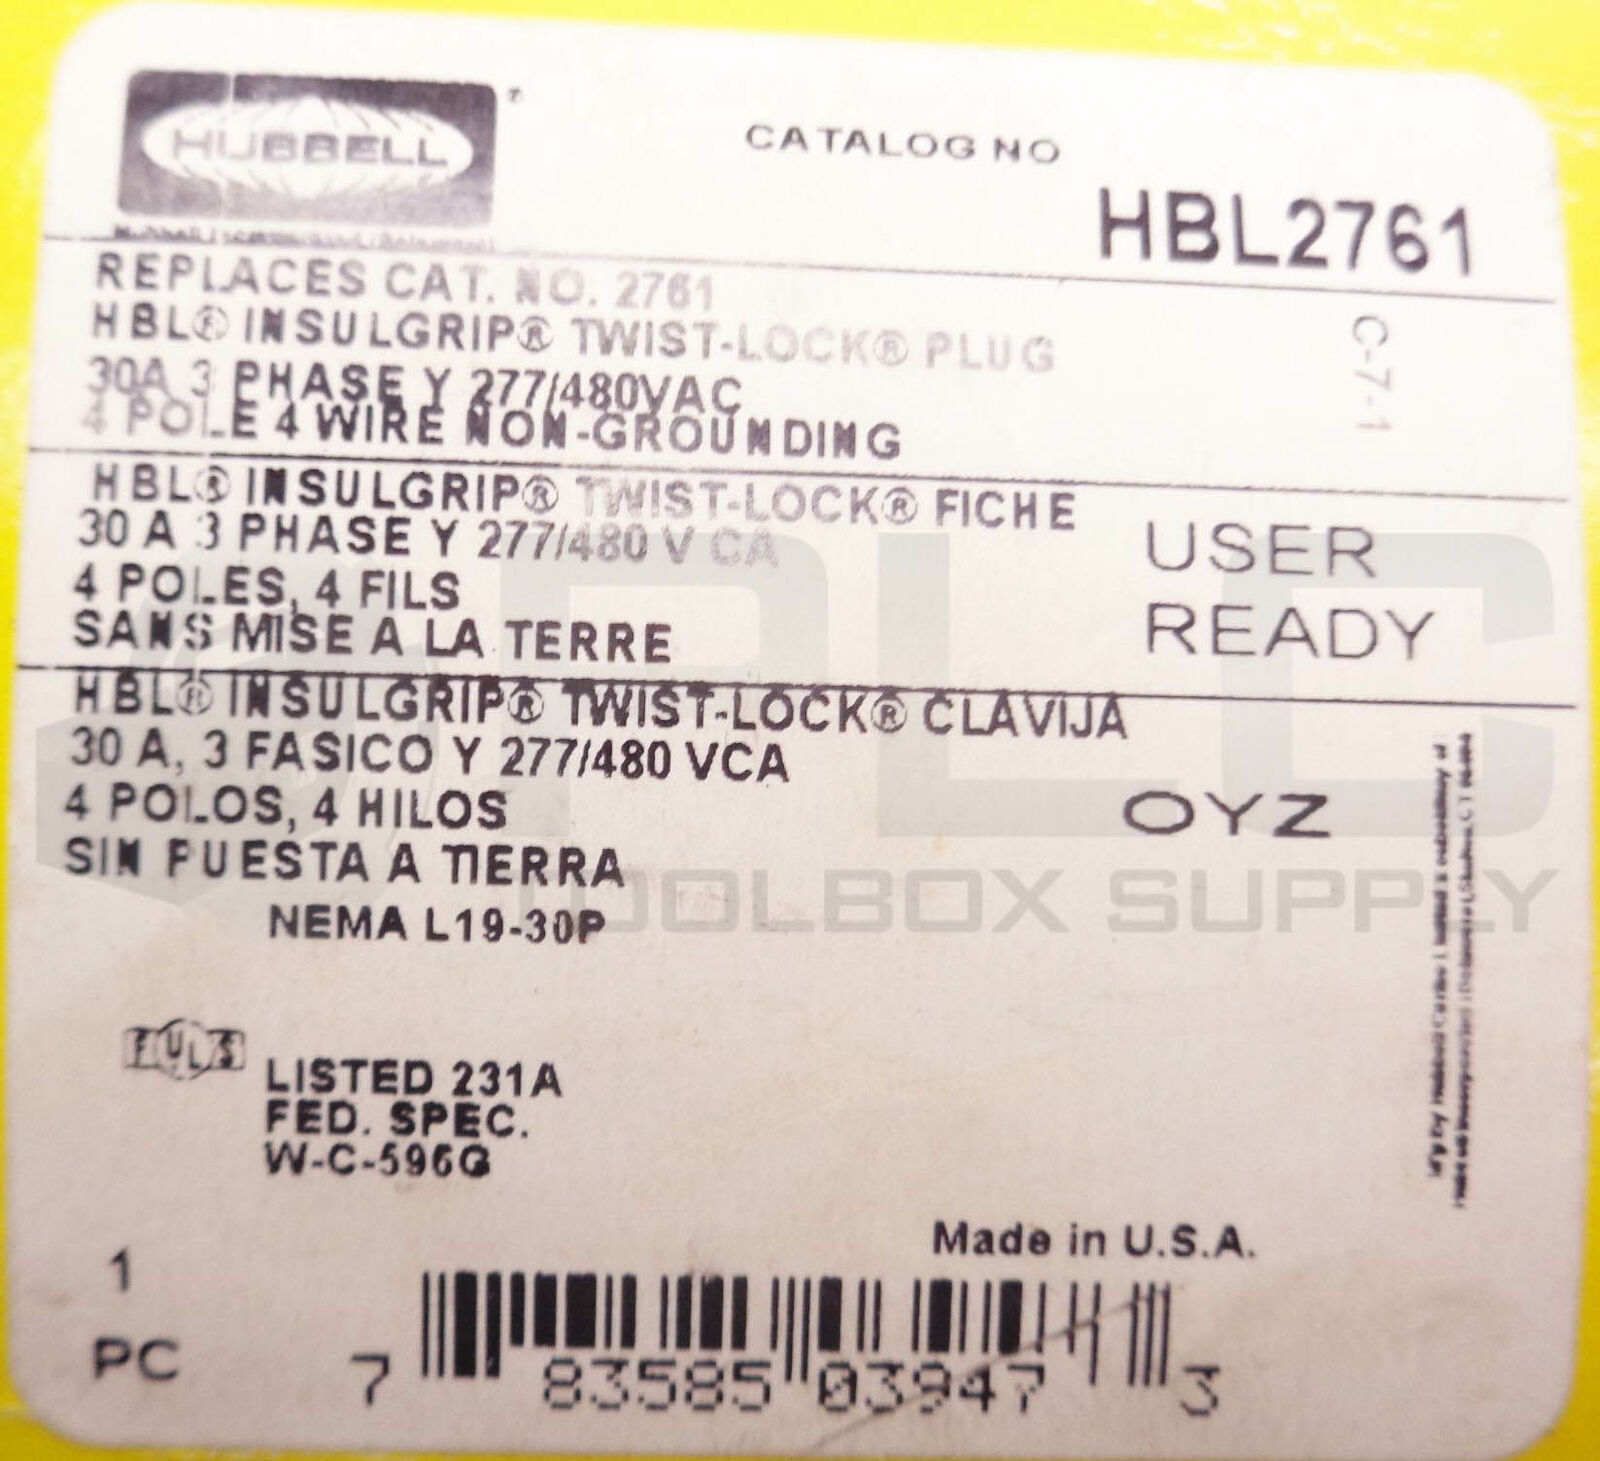 HUBBELL ®
CATALOG NO
HBL2761
REPLACES CAT. NO. 2761
HBL® INSULGRIP® TWIST-LOCK® PLUG
30A 3 PHASE Y 277/480VAC
4 POLE 4 WIRE NON-GROUNDING
C-7-1
HBL® INSULGRIP® TWIST-LOCK® FICHE
30 A 3 PHASE Y 277/480 V CA
4 POLES, 4 FILS
SANS MISE A LA TERRE
USER
READY
HBL® INSULGRIP® TWIST-LOCK® CLAVIJA
30 A, 3 FASICO Y 277/480 VCA
4 POLOS, 4 HILOS
SIN PUESTA A TIERRA
OYZ
NEMA L19-30P
PLC
TOOLBOX SUPPLY
LISTED 231A
FED. SPEC.
W-C-596G
Made in U.S.A.
1
PC
7 83585 03947 3